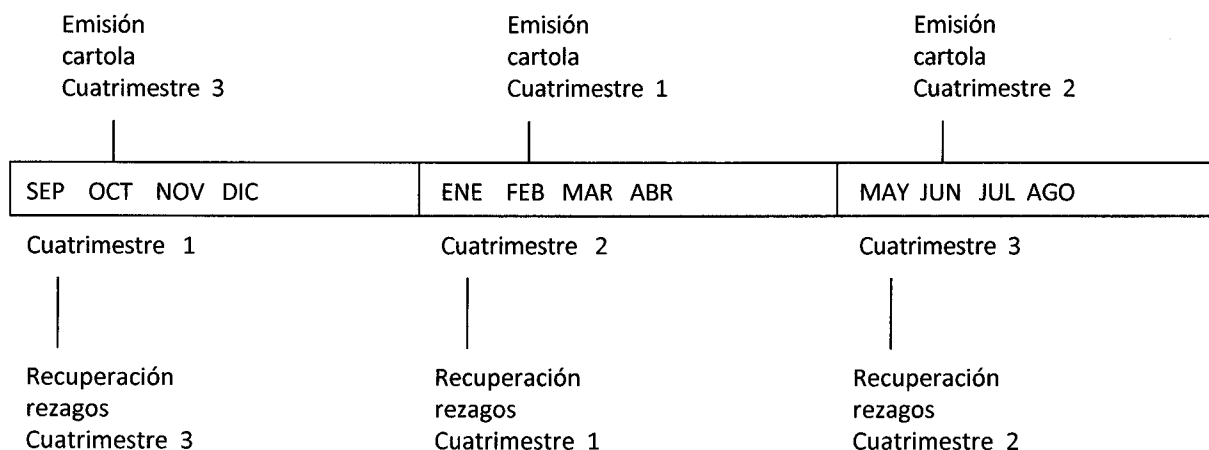 Emisión
cartola
Cuatrimestre 3
Emisión
cartola
Cuatrimestre 1
Emisión
cartola
Cuatrimestre 2
SEP OCT NOV DIC
ENE FEB MAR ABR
MAY JUN JUL AGO
Cuatrimestre 1
Cuatrimestre 2
Cuatrimestre 3
Recuperación
rezagos
Cuatrimestre 3
Recuperación
rezagos
Cuatrimestre 1
Recuperación
rezagos
Cuatrimestre 2